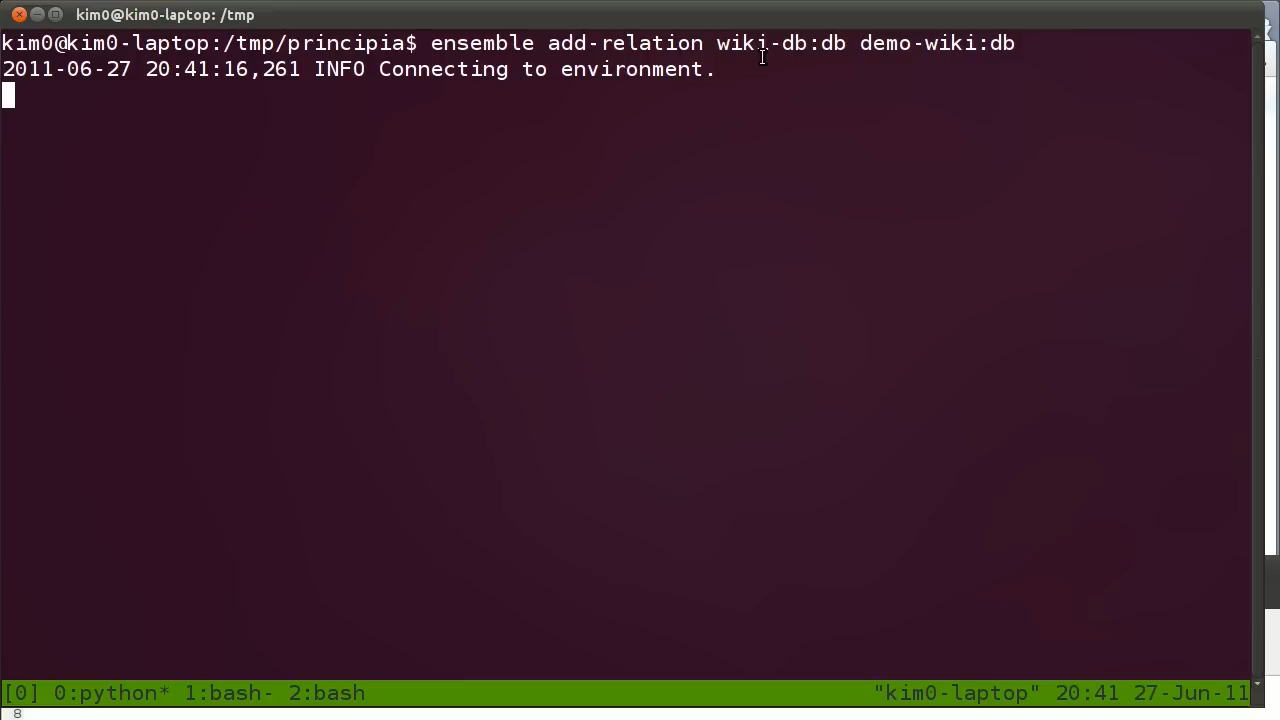 kim0@kim0-laptop: /tmp
kim0@kim0-laptop:/tmp/principia$ ensemble add-relation wiki-db:db demo-wiki:db
2011-06-27 20:41:16,261 INFO Connecting to environment.
[0] 0:python* 1:bash- 2:bash "kim0-laptop" 20:41 27-Jun-11
8